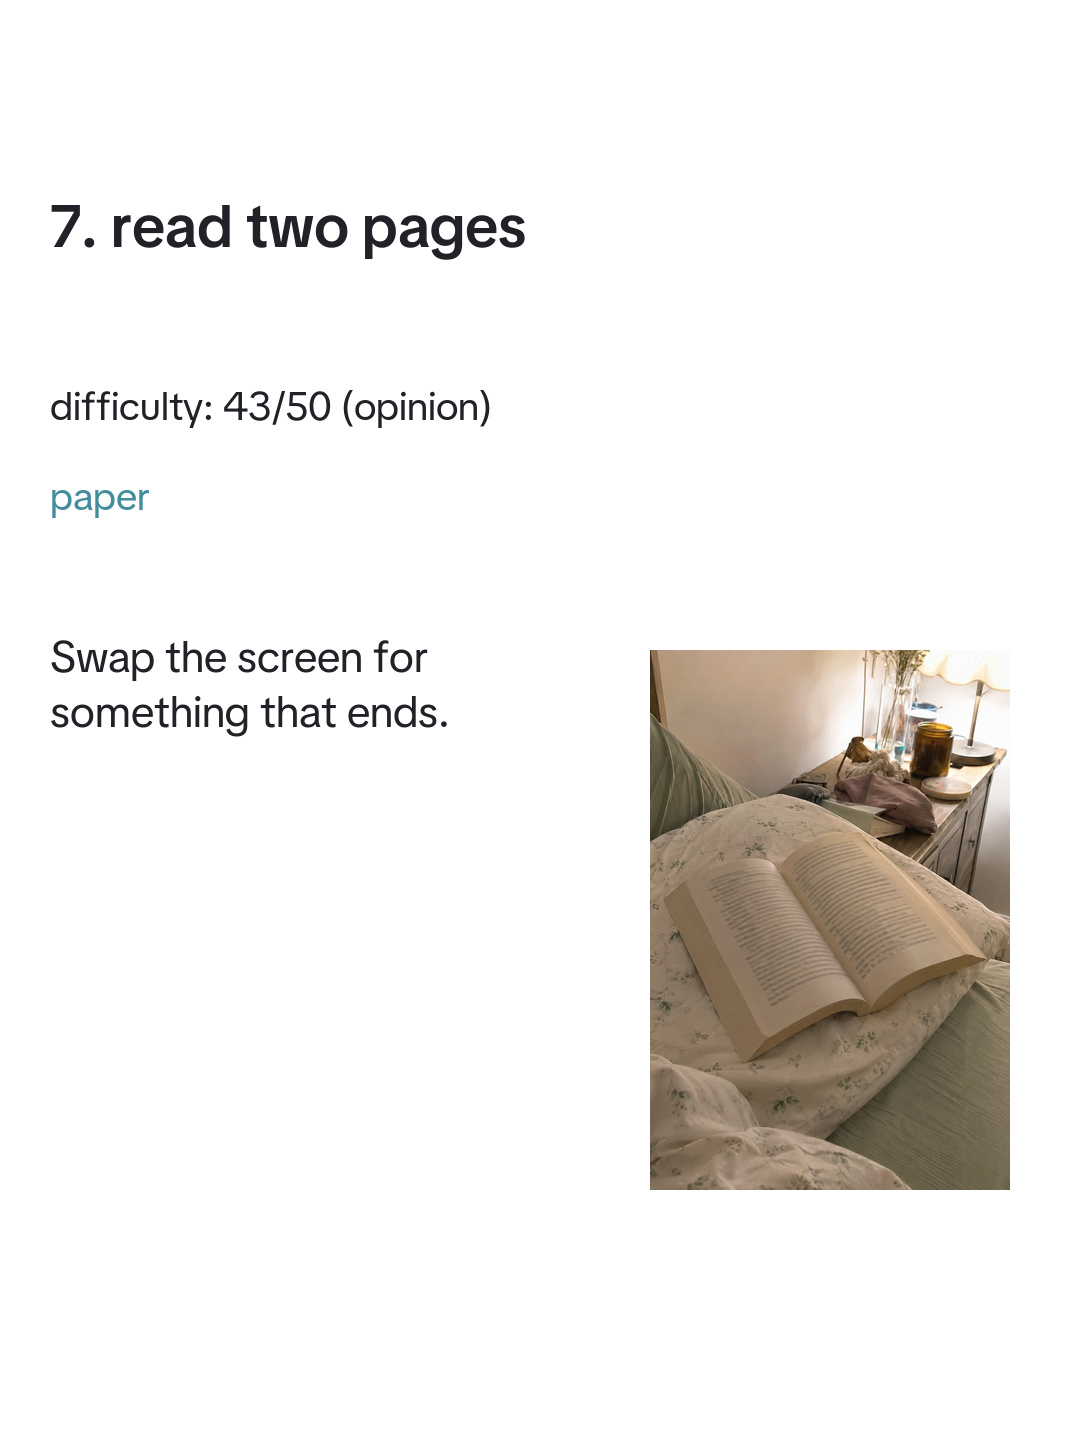 7. read two pages
difficulty: 43/50 (opinion)
paper
Swap the screen for
something that ends.